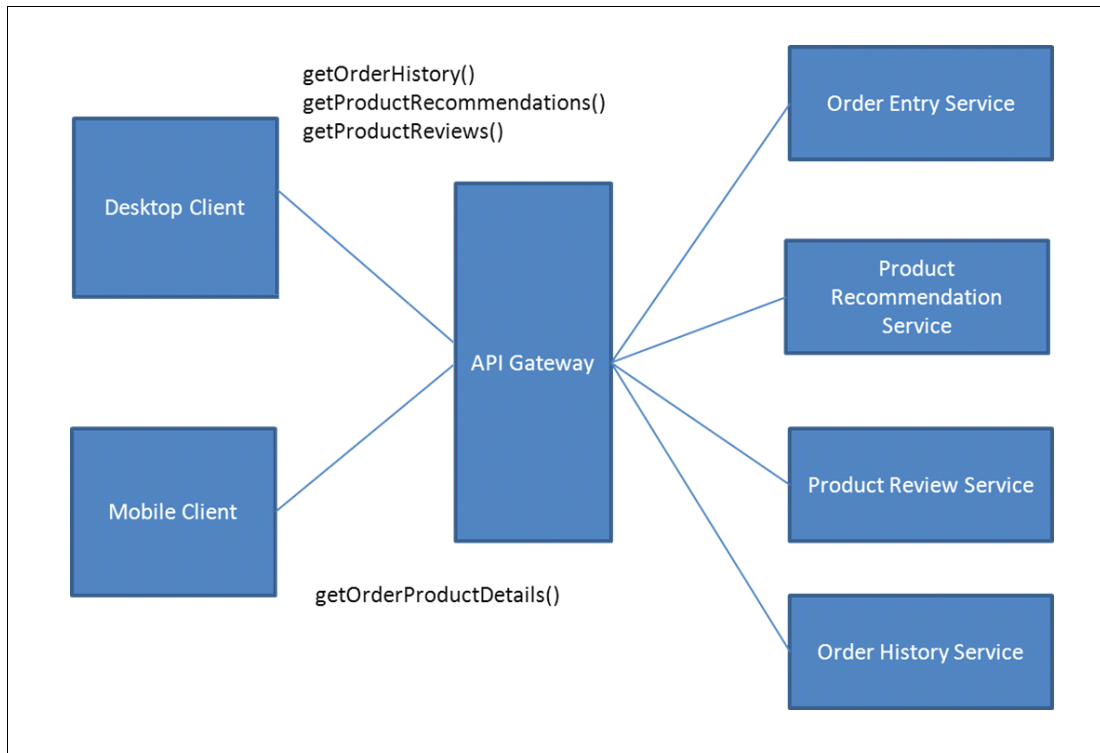 getOrderHistory()
getProductRecommendations()
getProductReviews()
Desktop Client
Mobile Client
getOrderProductDetails()
API Gateway
Order Entry Service
Product
Recommendation
Service
Product Review Service
Order History Service